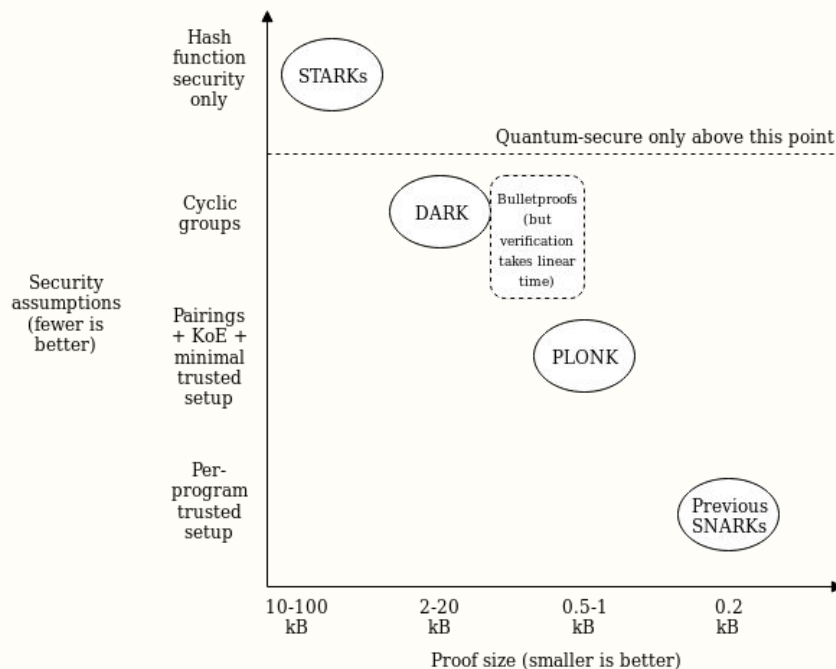 Hash
function
security
only
STARKs
Quantum-secure only above this point
Cyclic
groups
DARK
Bulletproofs
(but
verification
takes linear
time)
Security
assumptions
(fewer is
better)
Pairings
+ KoE +
minimal
trusted
setup
PLONK
Per-
program
trusted
setup
Previous
SNARKs
10-100
kB
2-20
kB
0.5-1
kB
0.2
kB
Proof size (smaller is better)